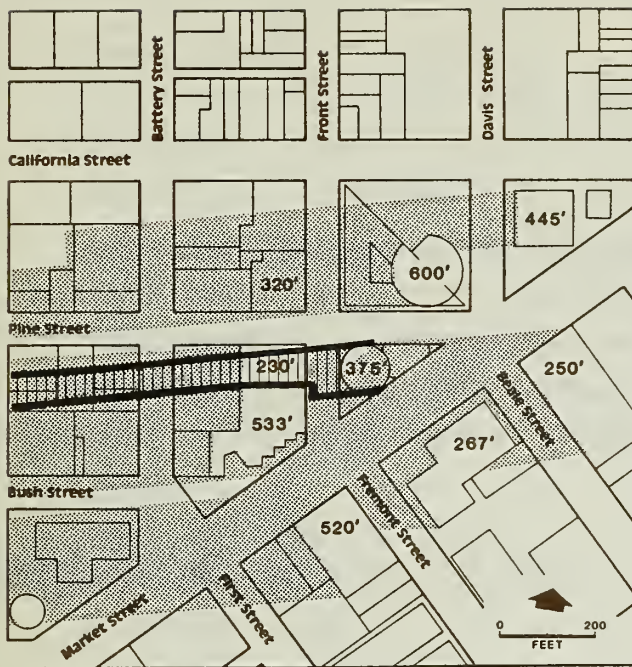 Battery Street
Front Street
Davis Street
California Street
445'
600'
320'
Pine Street
230'
375'
250'
533'
Beale Street
267'
Bush Street
520'
Fremont Street
First Street
Market Street
0 200
FEET